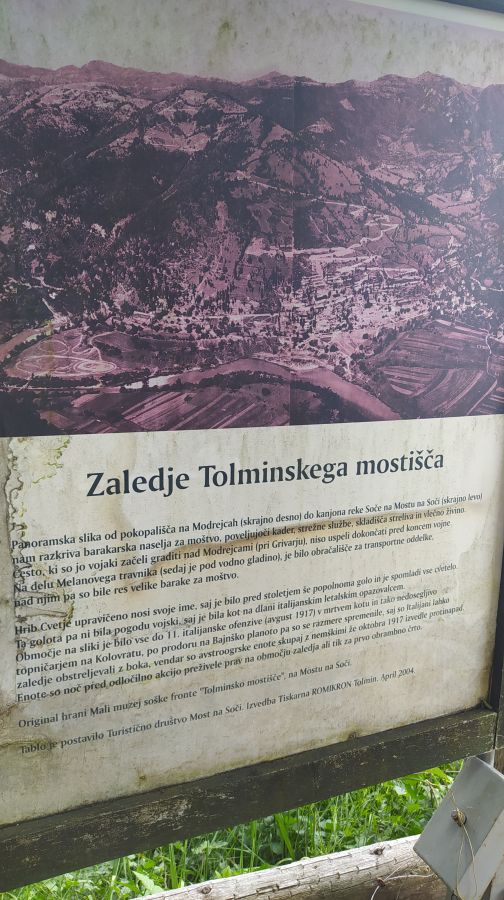 Zaledje Tolminskega mostišča
Panoramska slika od pokopališča na Modrejcah (skrajno desno) do kanjona reke Soče na Mostu na Soči (skrajno levo)
nam razkriva barakarska naselja za moštvo, poveljujoči kader, strežne službe, skladišča streliva in vlečno živino.
Cesto, ki so jo vojaki začeli graditi nad Modrejcami (pri Grivarju), niso uspeli dokončati pred koncem vojne.
Na delu Melanovega travnika (sedaj je pod vodno gladino), je bilo obračališče za transportne oddelke,
nad njim pa so bile res velike barake za moštvo.
Hrib Cvetje upravičeno nosi svoje ime, saj je bilo pred stoletjem še popolnoma golo in je spomladi vse cvetelo.
Ta golota pa ni bila pogodu vojski, saj je bila kot na dlani italijanskim letalskim opazovalcem.
Območje na sliki je bilo vse do 11. italijanske ofenzive (avgust 1917) v mrtvem kotu in tako nedosegljivo
topničarjem na Kolovratu, po prodoru na Bajnško planoto pa so se razmere spremenile, saj so Italijani lahko
zaledje obstreljevali z boka, vendar so avstroogrske enote skupaj z nemškimi že oktobra 1917 izvedle protinapad.
Enote so noč pred odločilno akcijo preživele prav na območju zaledja ali tik za prvo obrambno črto.
Original hrani Mali muzej soške fronte "Tolminsko mostišče", na Mostu na Soči.
Tablo je postavilo Turistično društvo Most na Soči. Izvedba Tiskarna ROMIKRON Tolmin. April 2004.